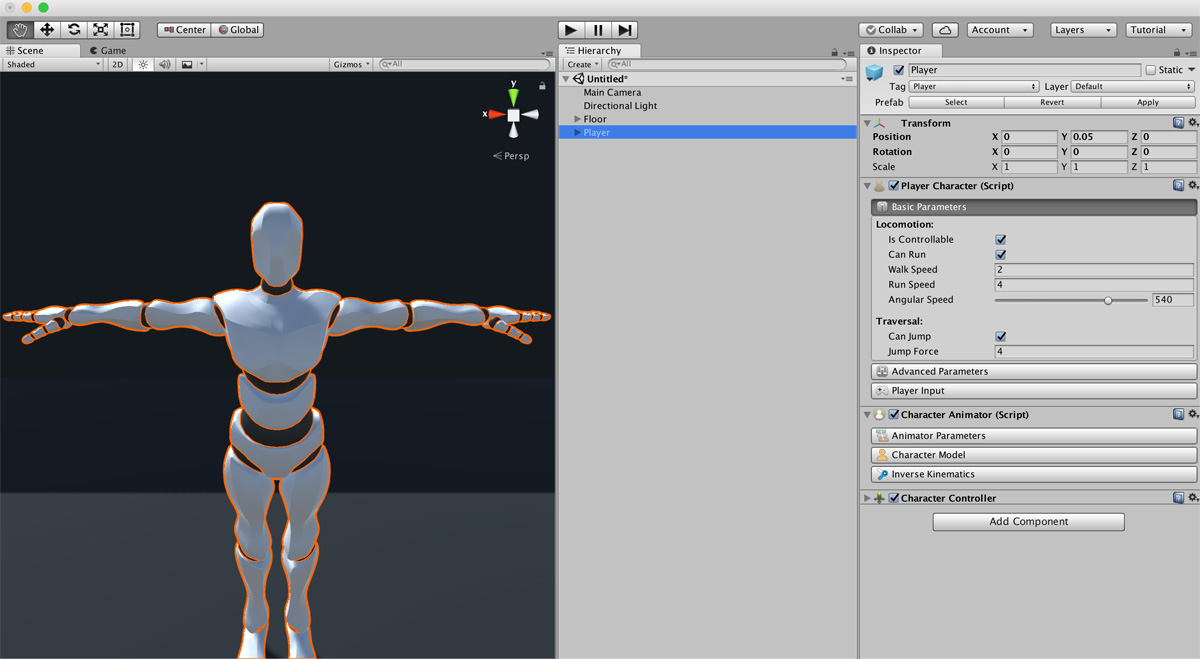 Center Global Collab Account Layers Tutorial
Scene Game
Shaded 2D Gizmos All
y
x
Persp
Hierarchy
Create All
Untitled*
Main Camera
Directional Light
Floor
Player
Inspector
Player Static
Tag Player Layer Default
Prefab Select Revert Apply
Transform
Position X 0 Y 0.05 Z 0
Rotation X 0 Y 0 Z 0
Scale X 1 Y 1 Z 1
Player Character (Script)
Basic Parameters
Locomotion:
Is Controllable
Can Run
Walk Speed 2
Run Speed 4
Angular Speed 540
Traversal:
Can Jump
Jump Force 4
Advanced Parameters
Player Input
Character Animator (Script)
Animator Parameters
Character Model
Inverse Kinematics
Character Controller
Add Component